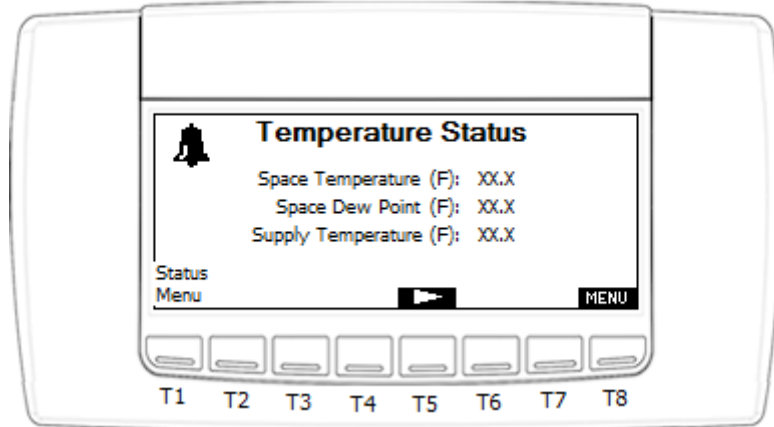 Temperature Status
Space Temperature (F): XX.X
Space Dew Point (F): XX.X
Supply Temperature (F): XX.X
Status
Menu
MENU
T1 T2 T3 T4 T5 T6 T7 T8